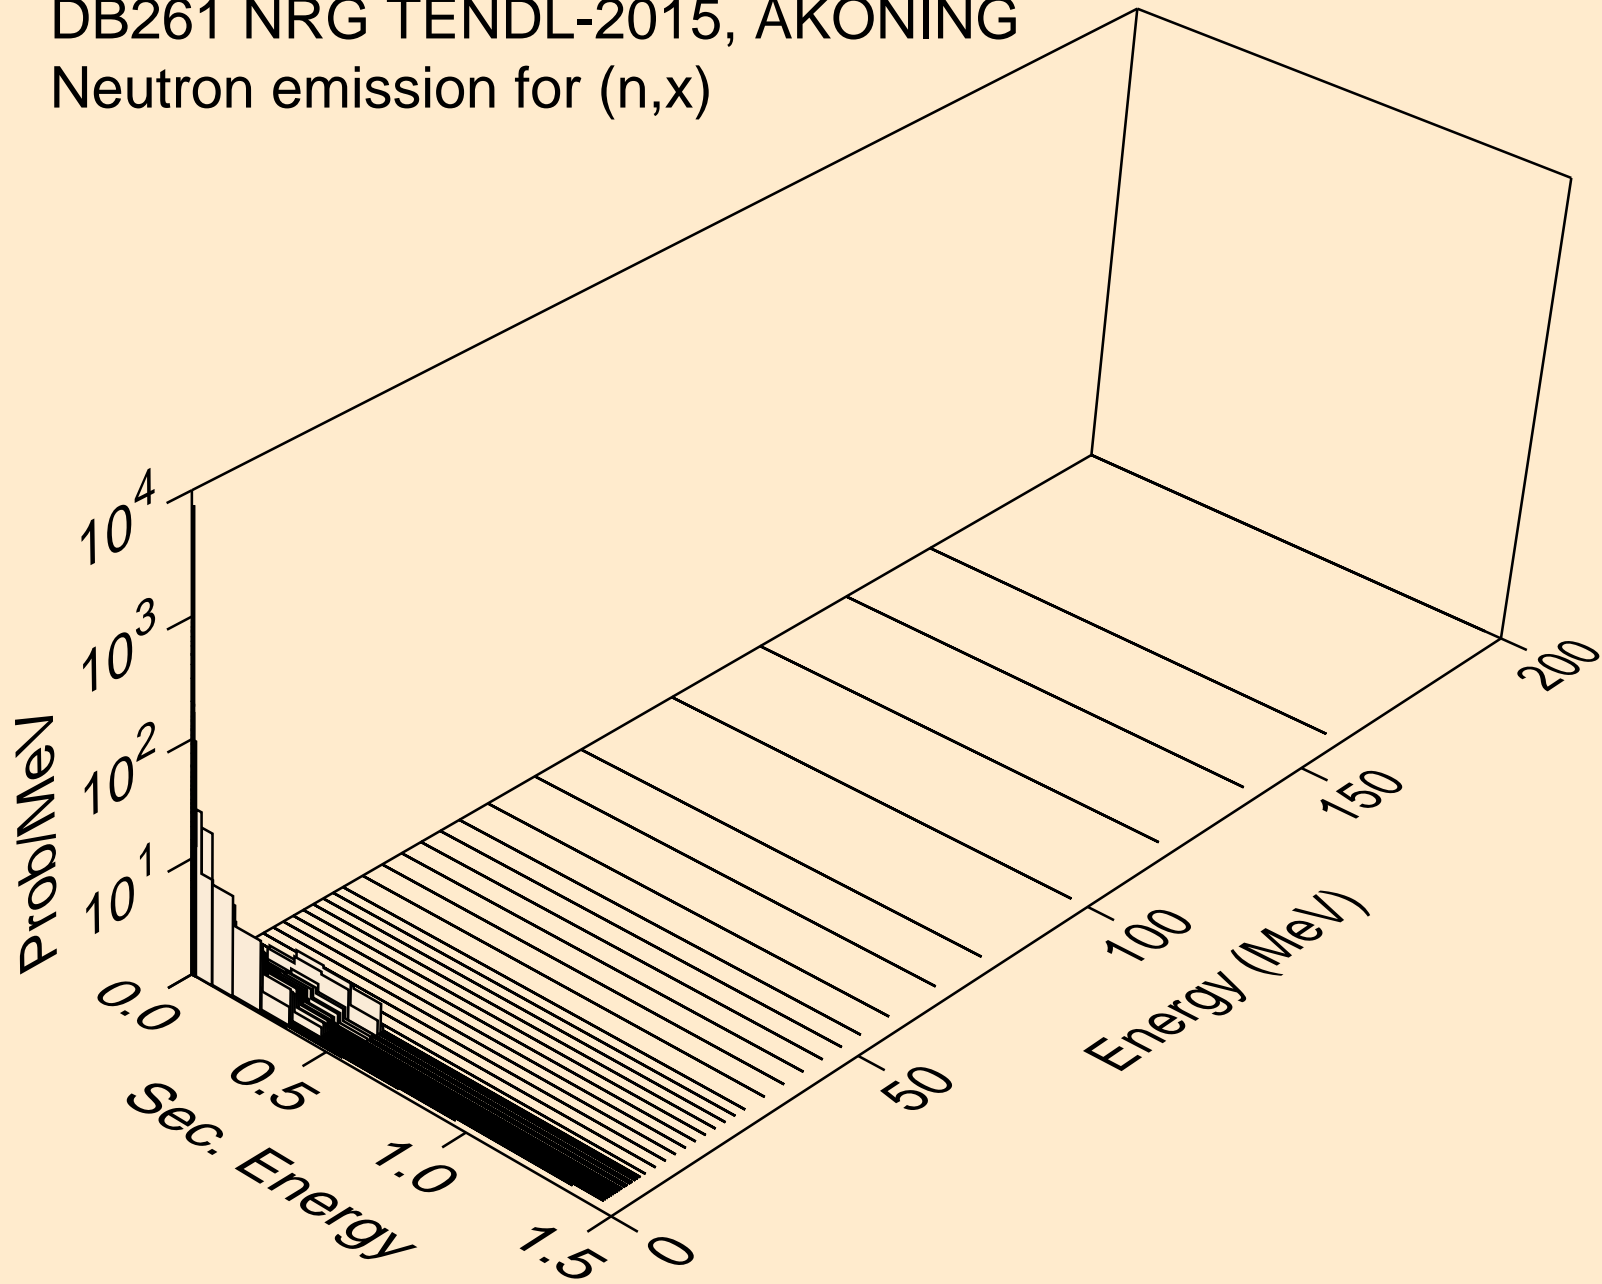 DB261 NRG TENDL-2015, AKONING
Neutron emission for (n,x)
10^4
10^3
10^2
10^1
Prob/MeV
0.0
0.5
1.0
1.5
Sec. Energy
0
50
100
150
200
Energy (MeV)